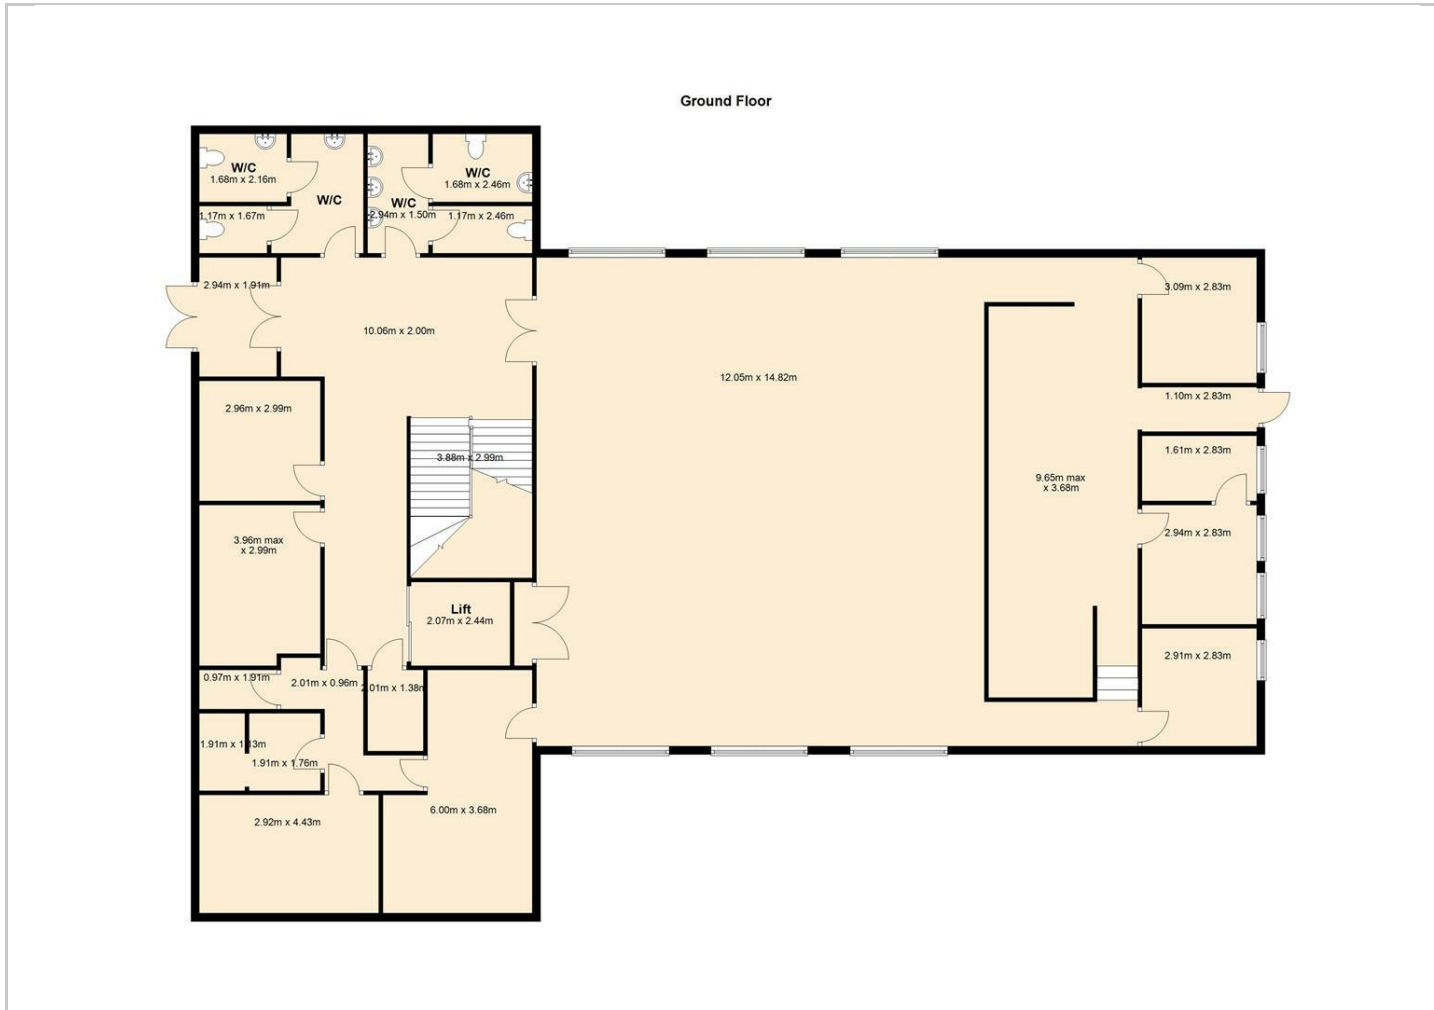 Ground Floor
W/C
1.68m x 2.16m
W/C
1.17m x 1.67m
W/C
2.94m x 1.50m
W/C
1.68m x 2.46m
1.17m x 2.46m
2.94m x 1.91m
10.06m x 2.00m
2.96m x 2.99m
3.88m x 2.99m
3.96m max
x 2.99m
Lift
2.07m x 2.44m
0.97m x 1.91m
2.01m x 0.96m
2.01m x 1.38m
1.91m x 1.13m
1.91m x 1.76m
2.92m x 4.43m
6.00m x 3.68m
12.05m x 14.82m
9.65m max
x 3.68m
3.09m x 2.83m
1.10m x 2.83m
1.61m x 2.83m
2.94m x 2.83m
2.91m x 2.83m